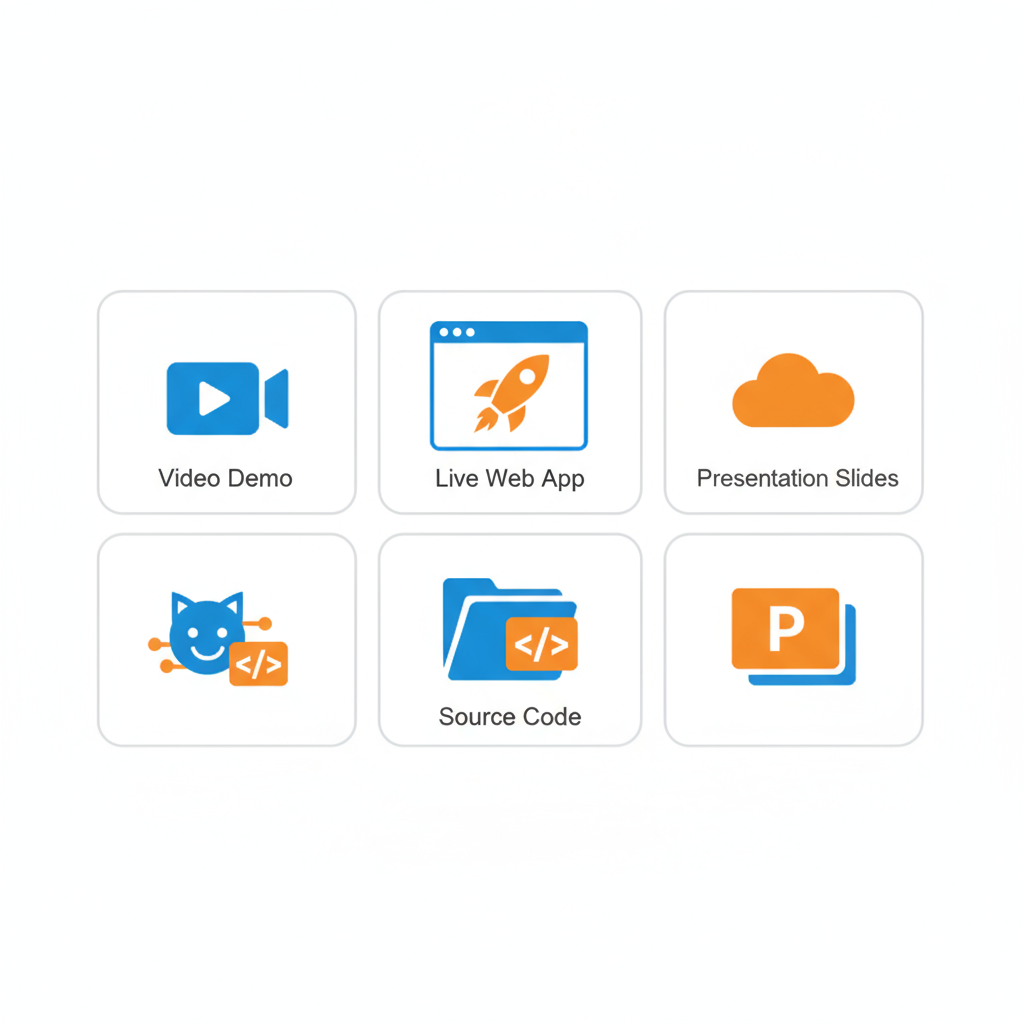 Video Demo
Live Web App
Presentation Slides
</>
Source Code
</>
P